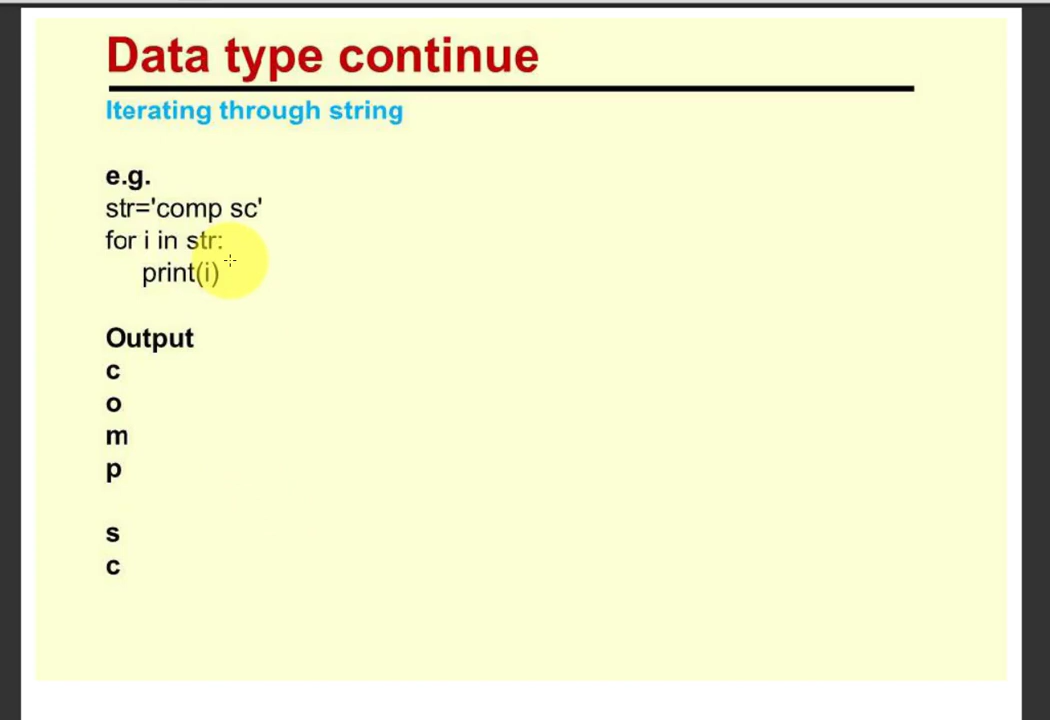 Data type continue
Iterating through string
e.g.
str='comp sc'
for i in str:
print(i)
Output
c
o
m
p
s
c